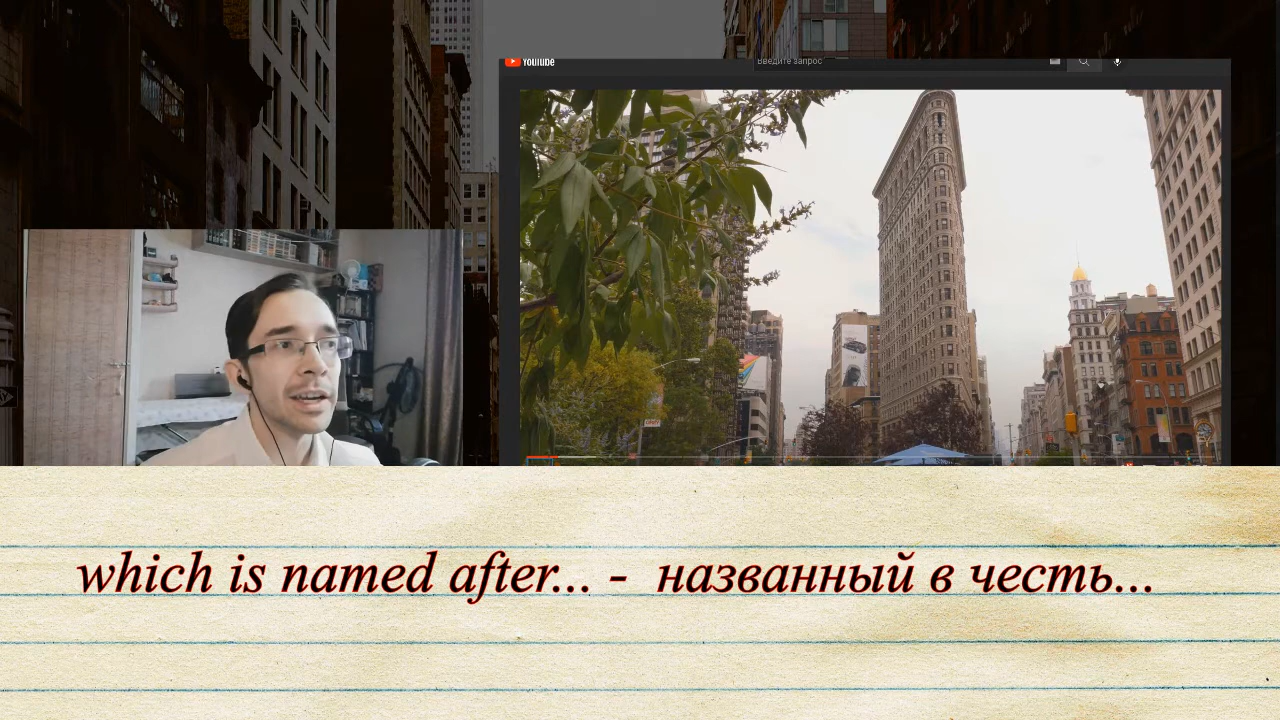 YouTube
Введите запрос
which is named after... - названный в честь...